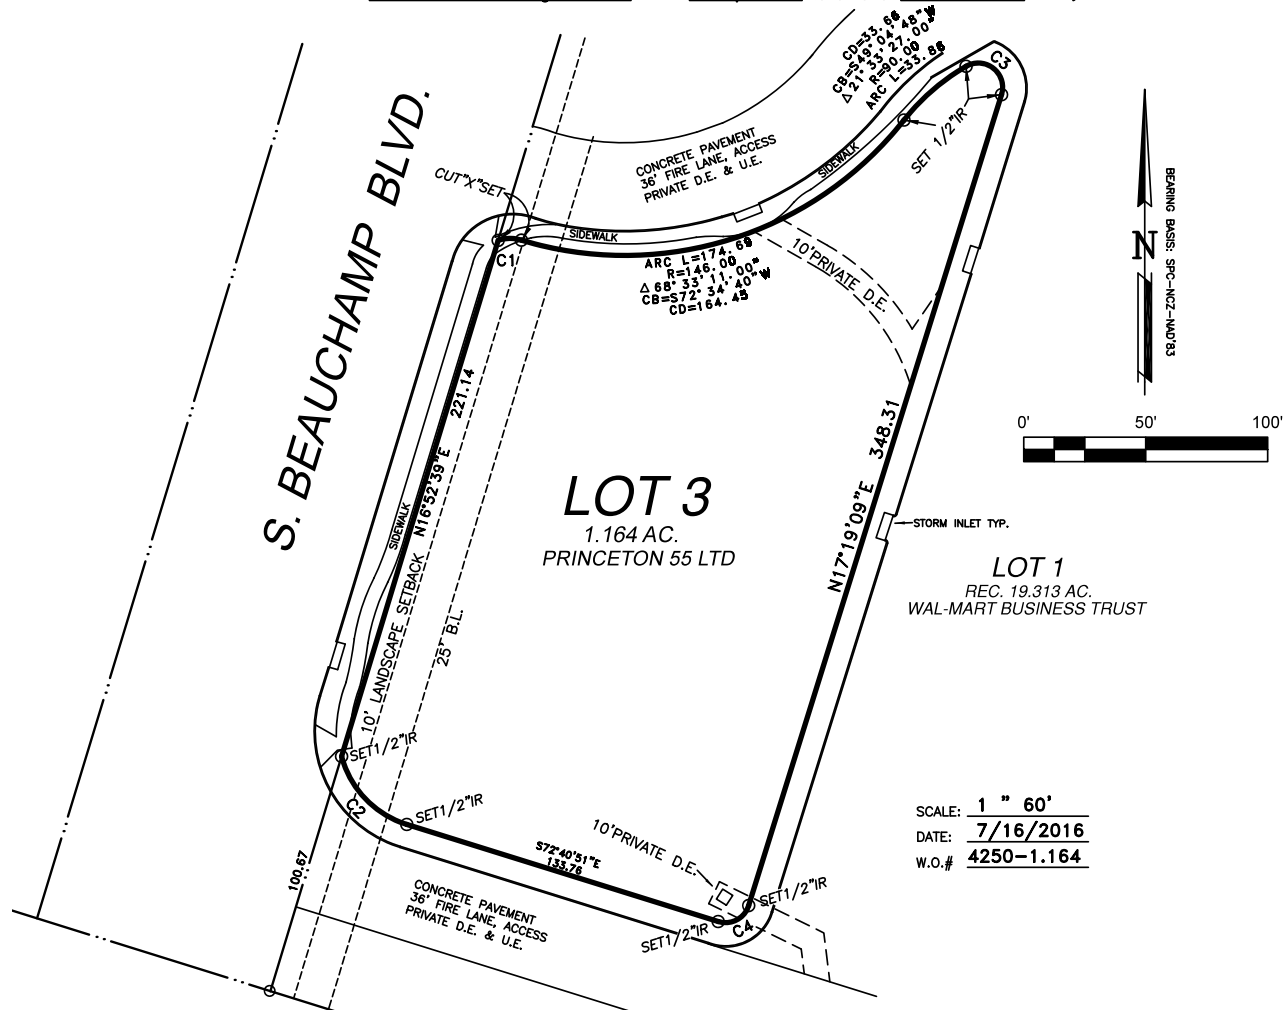 CD=33.66
CB=S49°04'48"W
Δ 21°33'27.00"
R=90.00
ARC L=33.86
C3
SET 1/2"IR
CONCRETE PAVEMENT
36' FIRE LANE, ACCESS
PRIVATE D.E. & U.E.
SIDEWALK
CUT"X"SET
SIDEWALK
C1
ARC L=174.69
R=146.00
Δ 68°33'11.00"
CB=S72°34'40"W
CD=164.45
10'PRIVATE D.E.
N
BEARING BASIS: SPC-NCZ-NAD'83
0' 50' 100'
S. BEAUCHAMP BLVD.
N16°52'39"E 221.14
SIDEWALK
10' LANDSCAPE SETBACK
25' B.L.
LOT 3
1.164 AC.
PRINCETON 55 LTD
N17°19'09"E 348.31
STORM INLET TYP.
LOT 1
REC. 19.313 AC.
WAL-MART BUSINESS TRUST
SET1/2"IR
C2
SET1/2"IR
S72°40'51"E
133.76
10'PRIVATE D.E.
SET1/2"IR
SET1/2"IR
C4
100.67
CONCRETE PAVEMENT
36' FIRE LANE, ACCESS
PRIVATE D.E. & U.E.
SCALE: 1 " 60'
DATE: 7/16/2016
W.O.# 4250-1.164